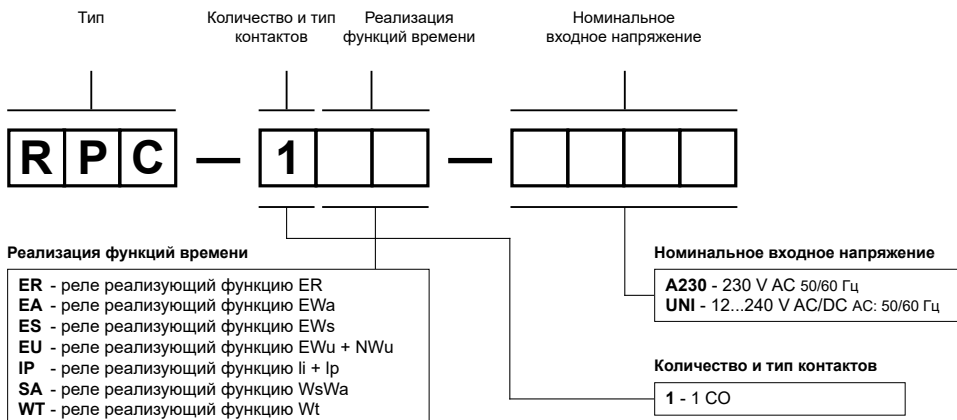 Тип
Количество и тип контактов
Реализация функций времени
Номинальное входное напряжение
RPC — 1 —
Реализация функций времени
ER - реле реализующий функцию ER
EA - реле реализующий функцию EWa
ES - реле реализующий функцию EWs
EU - реле реализующий функцию EWu + NWu
IP - реле реализующий функцию Ii + Ip
SA - реле реализующий функцию WsWa
WT - реле реализующий функцию Wt
Номинальное входное напряжение
A230 - 230 V AC 50/60 Гц
UNI - 12...240 V AC/DC AC: 50/60 Гц
Количество и тип контактов
1 - 1 CO